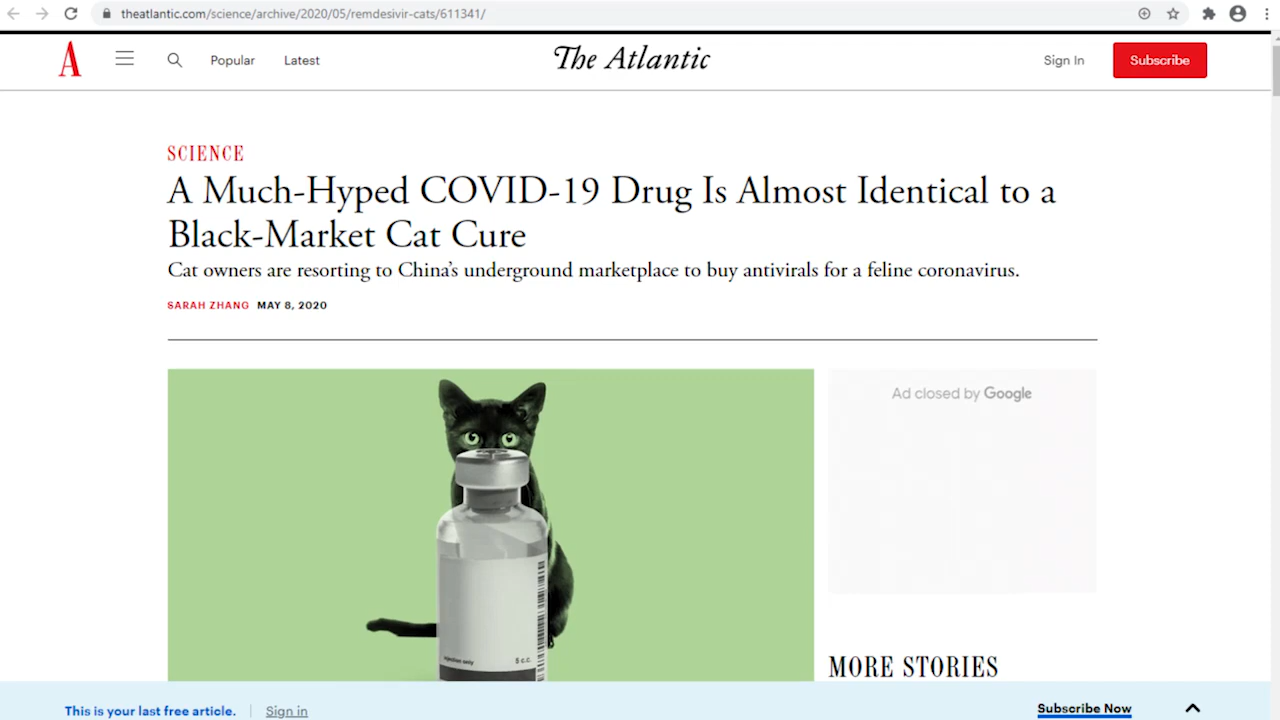 theatlantic.com/science/archive/2020/05/remdesivir-cats/611341/
A
Popular
Latest
The Atlantic
Sign In
Subscribe
SCIENCE
A Much-Hyped COVID-19 Drug Is Almost Identical to a
Black-Market Cat Cure
Cat owners are resorting to China's underground marketplace to buy antivirals for a feline coronavirus.
SARAH ZHANG MAY 8, 2020
Ad closed by Google
injection only 5 c.c.
MORE STORIES
This is your last free article. Sign in
Subscribe Now